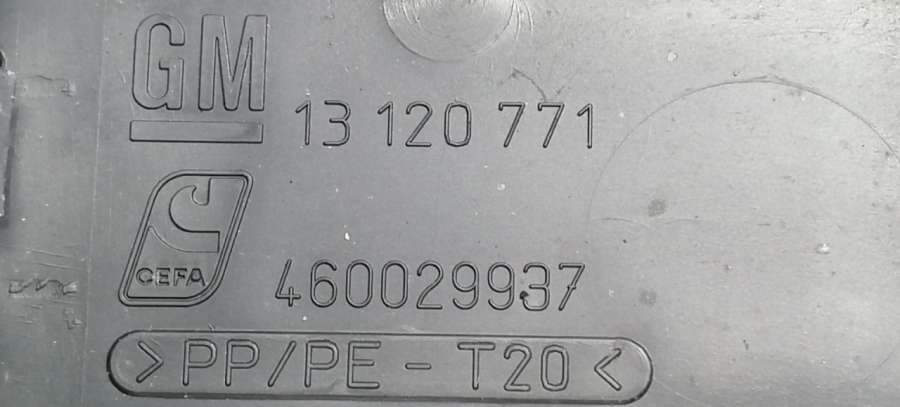 GM
13 120 771
CEFA
460029937
>PP/PE-T20<